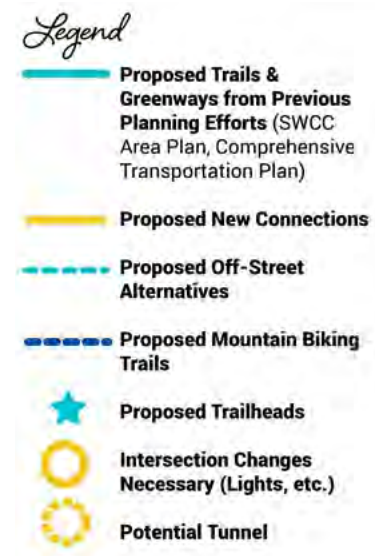 Legend
Proposed Trails &
Greenways from Previous
Planning Efforts (SWCC
Area Plan, Comprehensive
Transportation Plan)
Proposed New Connections
Proposed Off-Street
Alternatives
Proposed Mountain Biking
Trails
Proposed Trailheads
Intersection Changes
Necessary (Lights, etc.)
Potential Tunnel